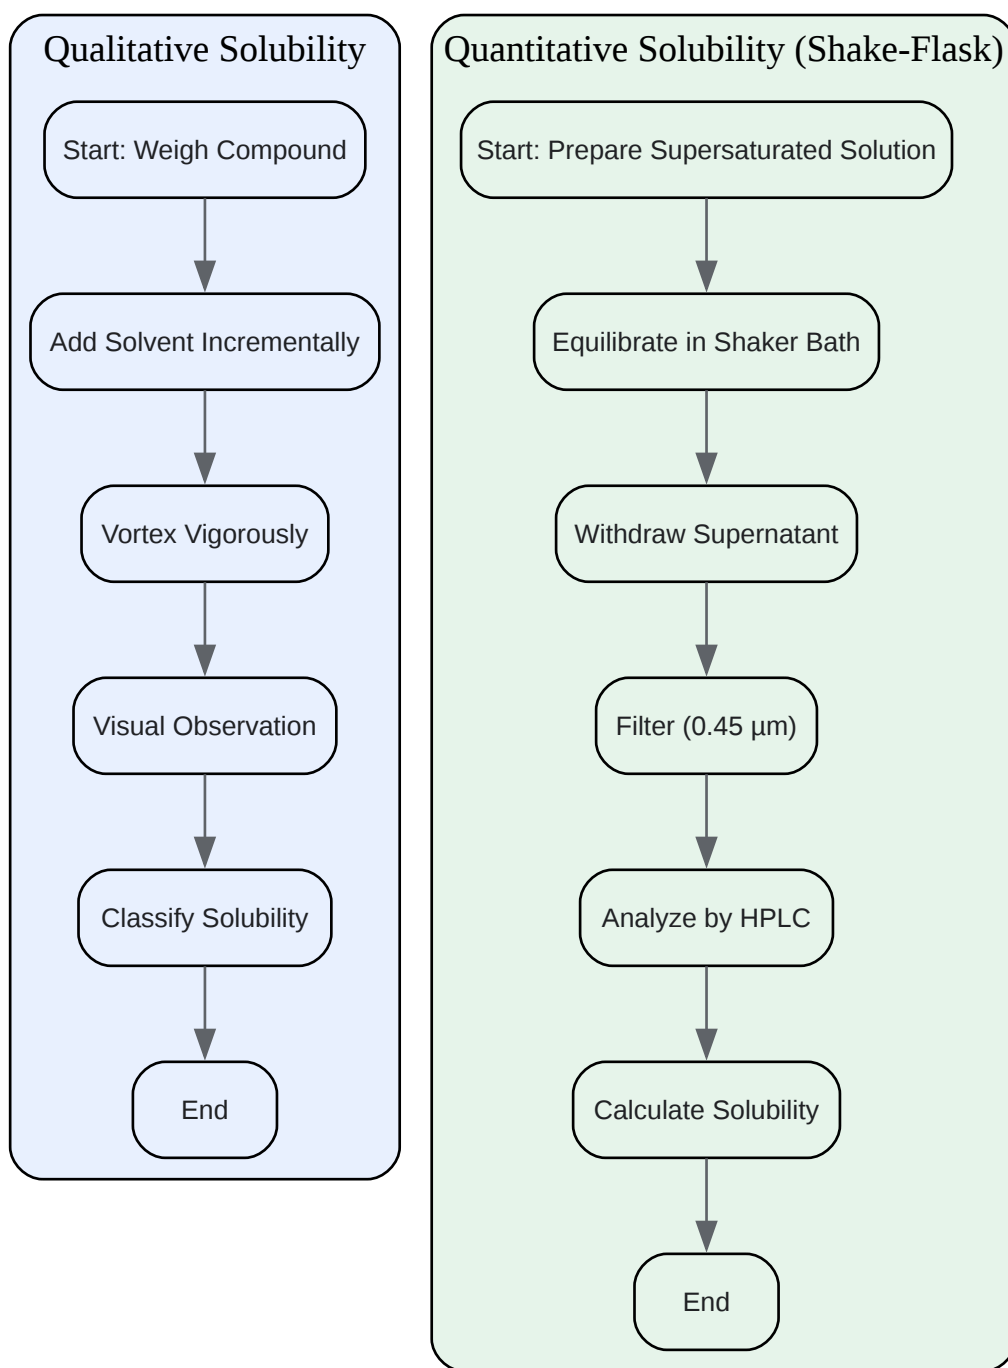 Qualitative Solubility
Start: Weigh Compound
Add Solvent Incrementally
Vortex Vigorously
Visual Observation
Classify Solubility
End
Quantitative Solubility (Shake-Flask)
Start: Prepare Supersaturated Solution
Equilibrate in Shaker Bath
Withdraw Supernatant
Filter (0.45 µm)
Analyze by HPLC
Calculate Solubility
End